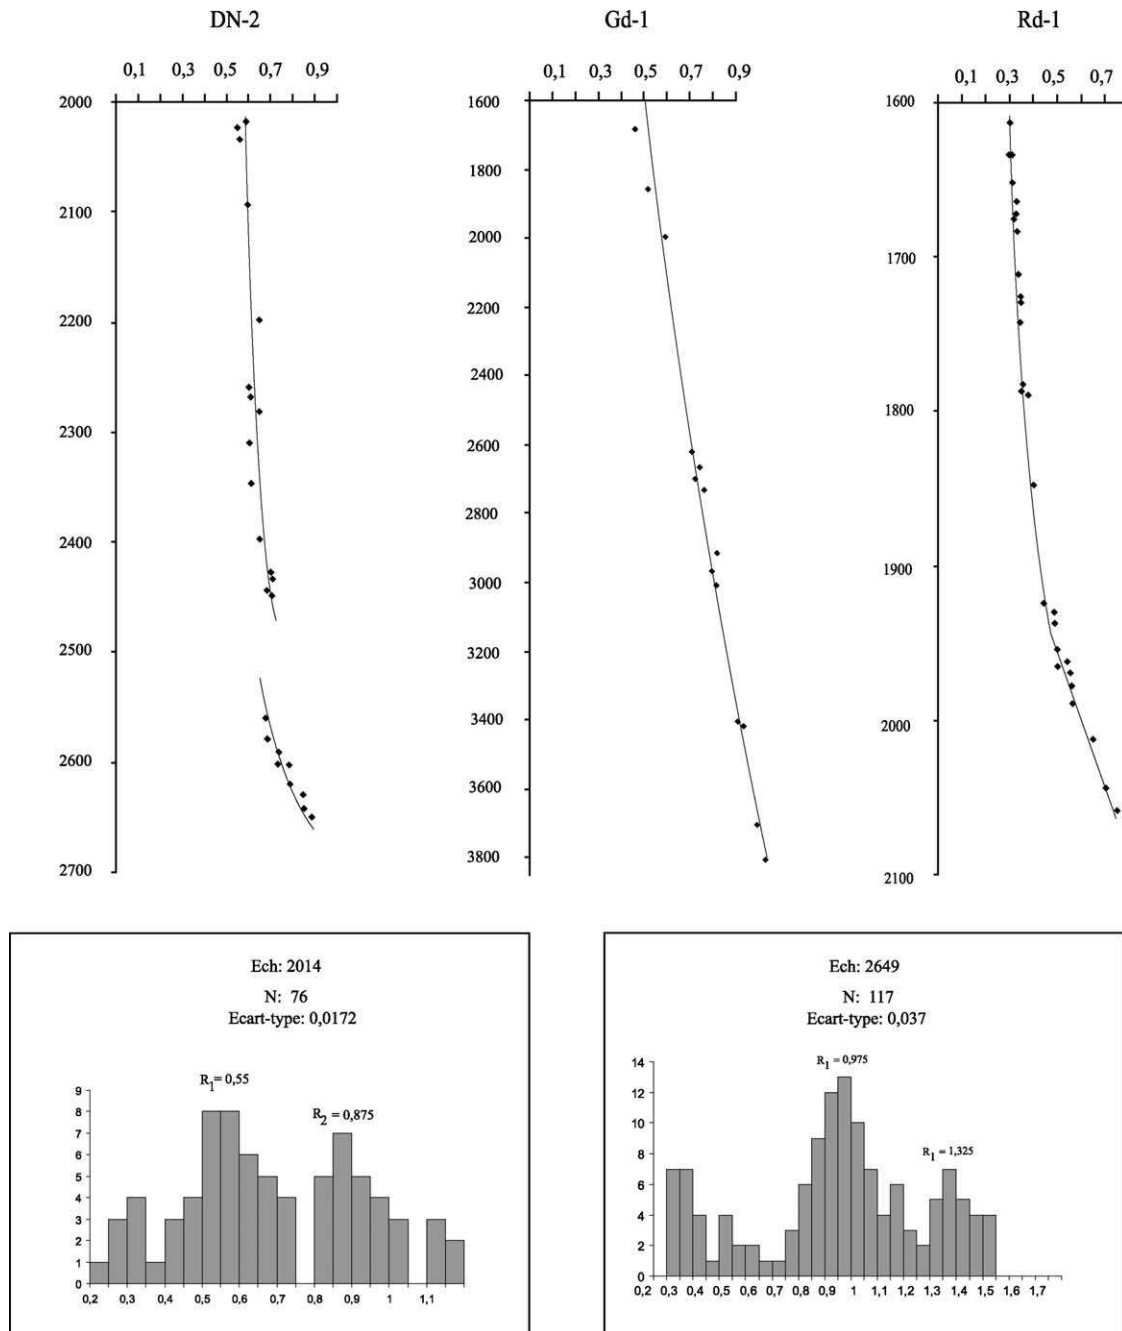 DN-2
Gd-1
Rd-1
0,1 0,3 0,5 0,7 0,9
0,1 0,3 0,5 0,7 0,9
0,1 0,3 0,5 0,7
2000
2100
2200
2300
2400
2500
2600
2700
1600
1800
2000
2200
2400
2600
2800
3000
3200
3400
3600
3800
1600
1700
1800
1900
2000
2100
Ech: 2014
N: 76
Ecart-type: 0,0172
R1= 0,55
R2 = 0,875
9
8
7
6
5
4
3
2
1
0
0,2 0,3 0,4 0,5 0,6 0,7 0,8 0,9 1 1,1
Ech: 2649
N: 117
Ecart-type: 0,037
R1 = 0,975
R1 = 1,325
14
12
10
8
6
4
2
0
0,2 0,3 0,4 0,5 0,6 0,7 0,8 0,9 1 1,1 1,2 1,3 1,4 1,5 1,6 1,7